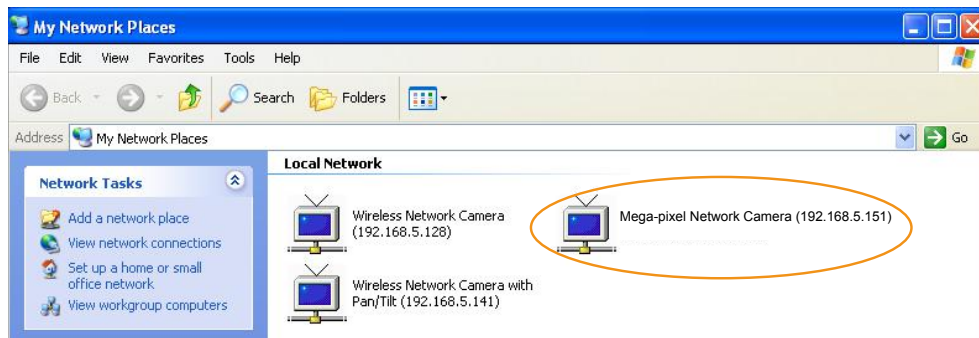 My Network Places
File Edit View Favorites Tools Help
Back Search Folders
Address My Network Places Go
Network Tasks
Add a network place
View network connections
Set up a home or small
office network
View workgroup computers
Local Network
Wireless Network Camera
(192.168.5.128)
Mega-pixel Network Camera (192.168.5.151)
Wireless Network Camera with
Pan/Tilt (192.168.5.141)